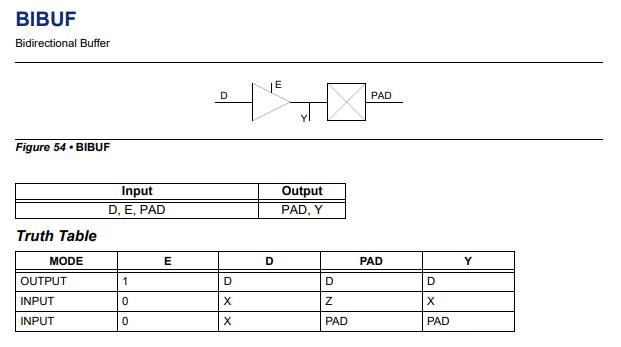 BIBUF
Bidirectional Buffer
E
D
PAD
Y
Figure 54 • BIBUF
Input Output
D, E, PAD PAD, Y
Truth Table
MODE E D PAD Y
OUTPUT 1 D D D
INPUT 0 X Z X
INPUT 0 X PAD PAD